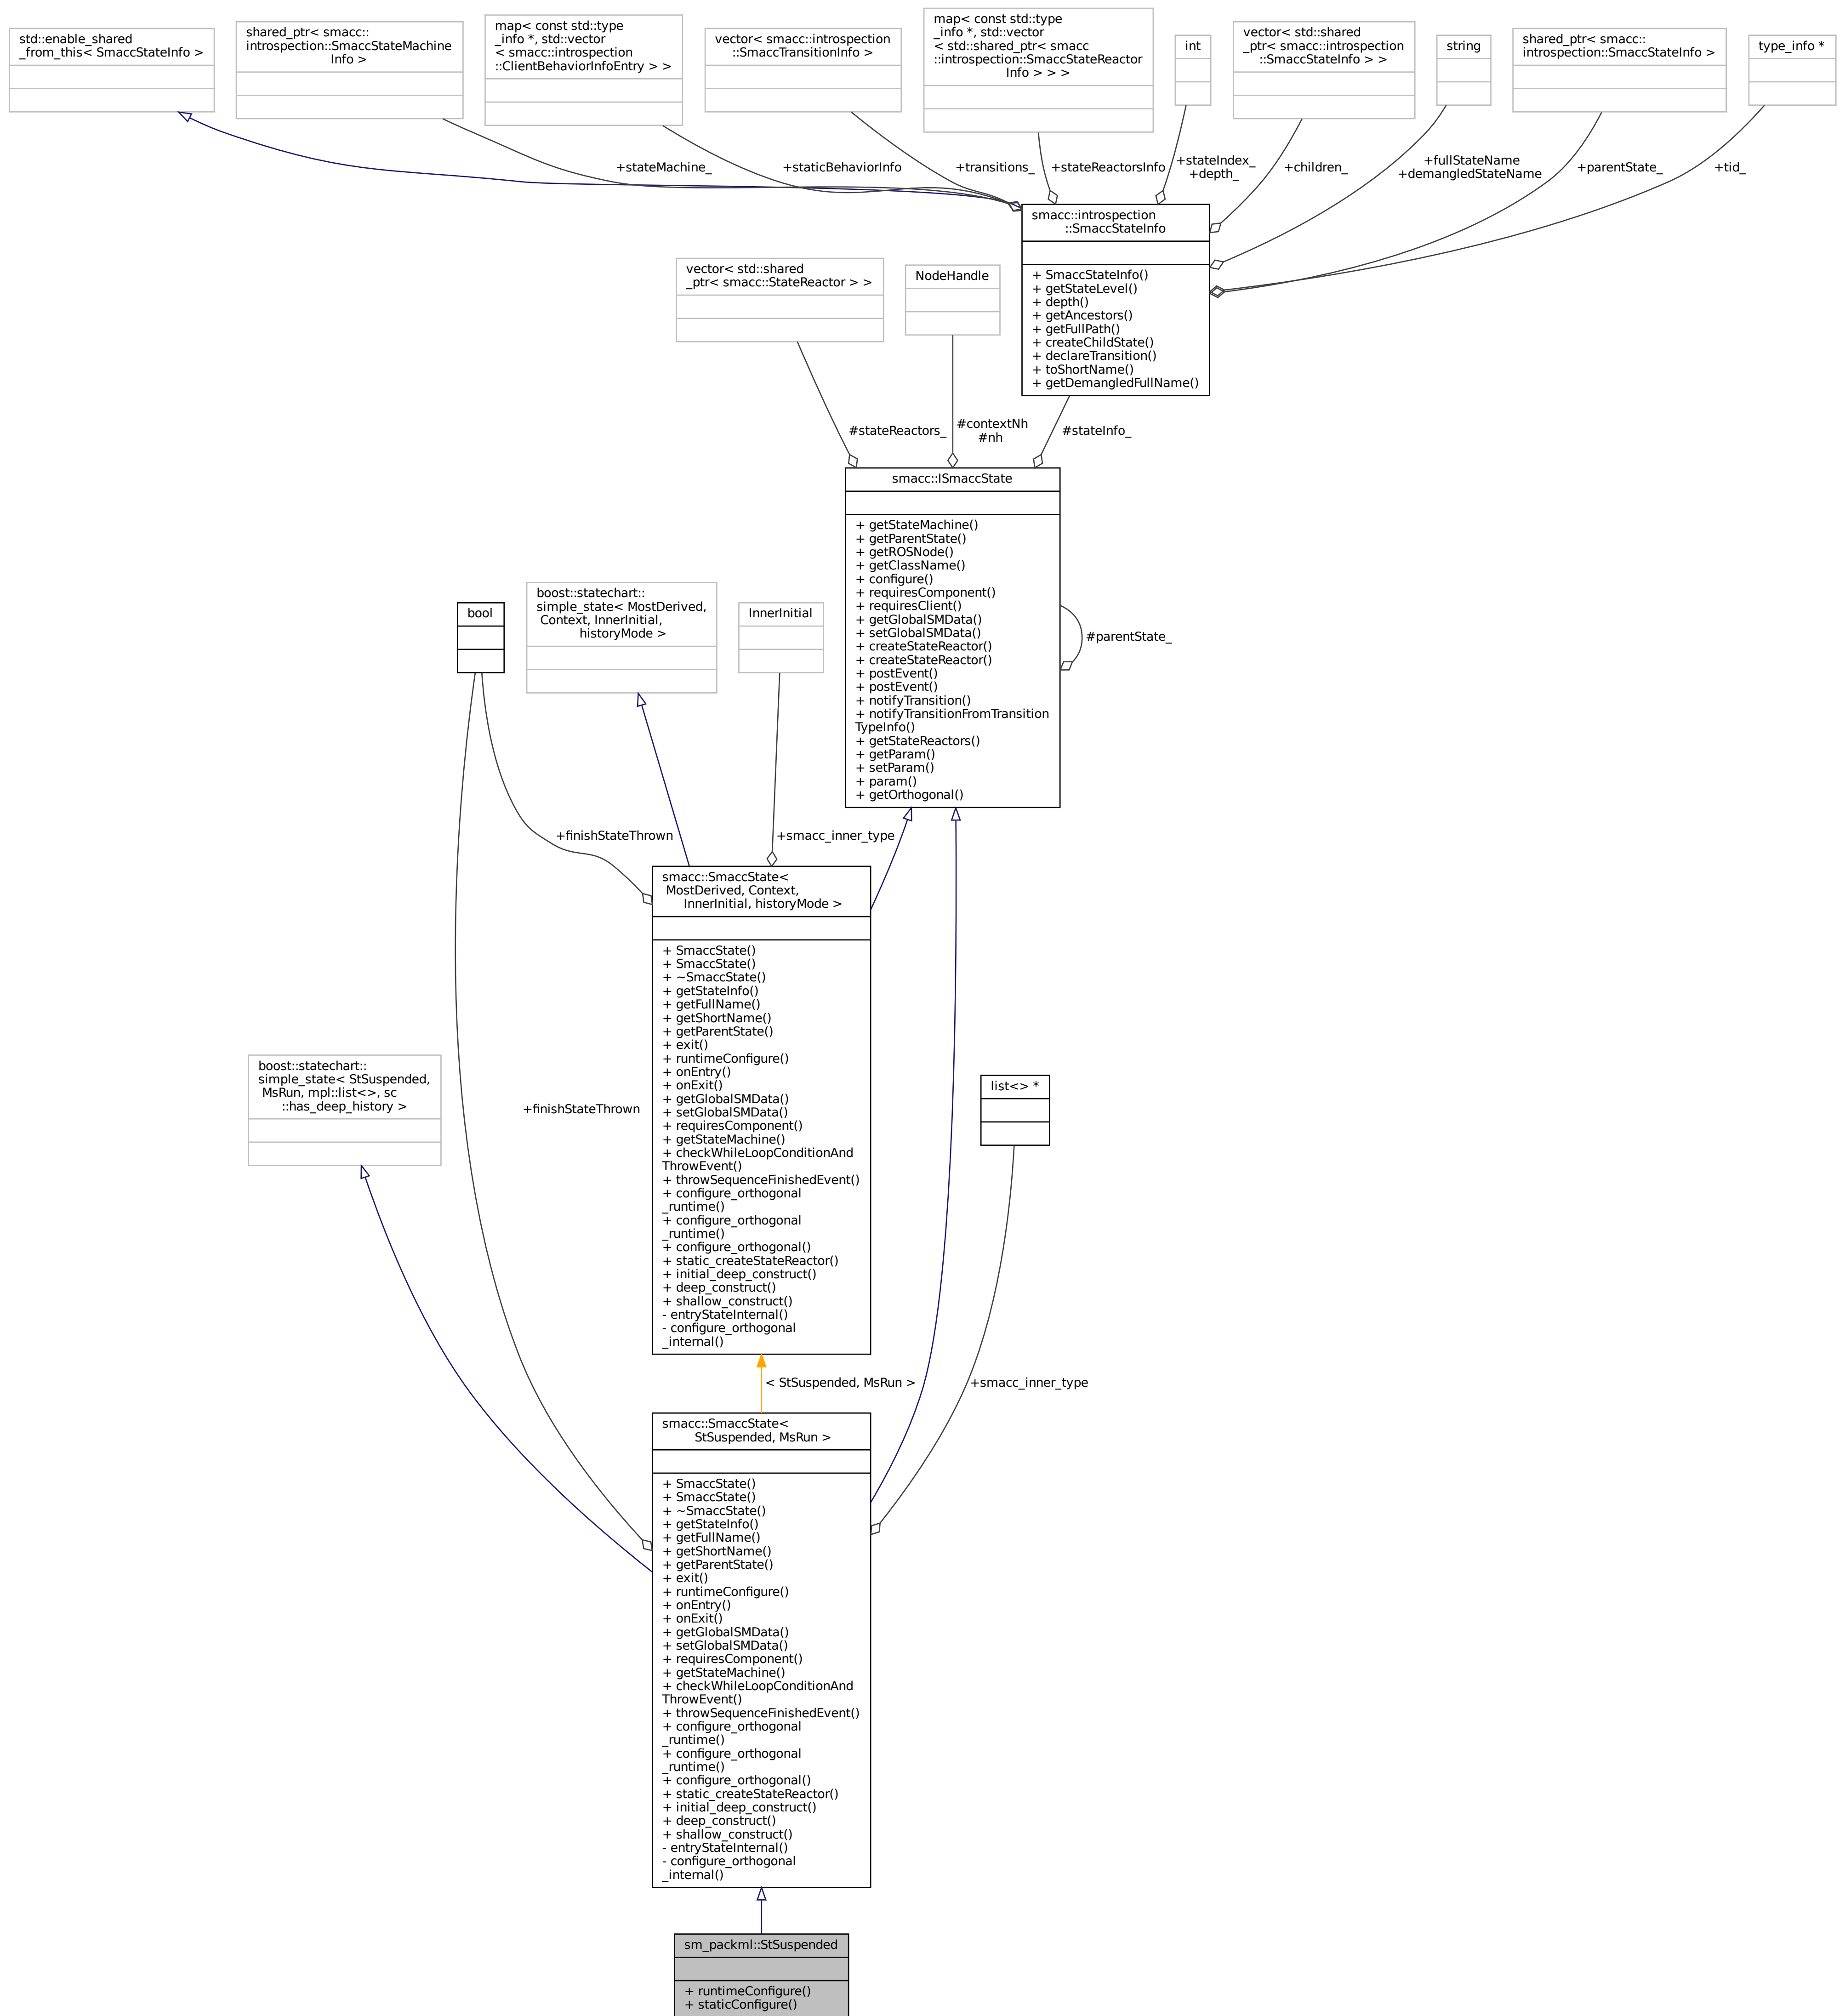 std::enable_shared
_from_this< SmaccStateInfo >
shared_ptr< smacc::
introspection::SmaccStateMachine
Info >
map< const std::type
_info *, std::vector
< smacc::introspection
::ClientBehaviorInfoEntry > >
vector< smacc::introspection
::SmaccTransitionInfo >
map< const std::type
_info *, std::vector
< std::shared_ptr< smacc
::introspection::SmaccStateReactor
Info > > >
int
vector< std::shared
_ptr< smacc::introspection
::SmaccStateInfo > >
string
shared_ptr< smacc::
introspection::SmaccStateInfo >
type_info *
+stateMachine_
+staticBehaviorInfo
+transitions_
+stateReactorsInfo
+stateIndex_
+depth_
+children_
+fullStateName
+demangledStateName
+parentState_
+tid_
smacc::introspection
::SmaccStateInfo
+ SmaccStateInfo()
+ getStateLevel()
+ depth()
+ getAncestors()
+ getFullPath()
+ createChildState()
+ declareTransition()
+ toShortName()
+ getDemangledFullName()
vector< std::shared
_ptr< smacc::StateReactor > >
NodeHandle
#stateReactors_
#contextNh
#nh
#stateInfo_
smacc::ISmaccState
+ getStateMachine()
+ getParentState()
+ getROSNode()
+ getClassName()
+ configure()
+ requiresComponent()
+ requiresClient()
+ getGlobalSMData()
+ setGlobalSMData()
+ createStateReactor()
+ createStateReactor()
+ postEvent()
+ postEvent()
+ notifyTransition()
+ notifyTransitionFromTransition
TypeInfo()
+ getStateReactors()
+ getParam()
+ setParam()
+ param()
+ getOrthogonal()
#parentState_
bool
boost::statechart::
simple_state< MostDerived,
Context, InnerInitial,
historyMode >
InnerInitial
+finishStateThrown
+smacc_inner_type
smacc::SmaccState<
MostDerived, Context,
InnerInitial, historyMode >
+ SmaccState()
+ SmaccState()
+ ~SmaccState()
+ getStateInfo()
+ getFullName()
+ getShortName()
+ getParentState()
+ exit()
+ runtimeConfigure()
+ onEntry()
+ onExit()
+ getGlobalSMData()
+ setGlobalSMData()
+ requiresComponent()
+ getStateMachine()
+ checkWhileLoopConditionAnd
ThrowEvent()
+ throwSequenceFinishedEvent()
+ configure_orthogonal
_runtime()
+ configure_orthogonal
_runtime()
+ configure_orthogonal()
+ static_createStateReactor()
+ initial_deep_construct()
+ deep_construct()
+ shallow_construct()
- entryStateInternal()
- configure_orthogonal
_internal()
boost::statechart::
simple_state< StSuspended,
MsRun, mpl::list<>, sc
::has_deep_history >
+finishStateThrown
list<> *
< StSuspended, MsRun >
+smacc_inner_type
smacc::SmaccState<
StSuspended, MsRun >
+ SmaccState()
+ SmaccState()
+ ~SmaccState()
+ getStateInfo()
+ getFullName()
+ getShortName()
+ getParentState()
+ exit()
+ runtimeConfigure()
+ onEntry()
+ onExit()
+ getGlobalSMData()
+ setGlobalSMData()
+ requiresComponent()
+ getStateMachine()
+ checkWhileLoopConditionAnd
ThrowEvent()
+ throwSequenceFinishedEvent()
+ configure_orthogonal
_runtime()
+ configure_orthogonal
_runtime()
+ configure_orthogonal()
+ static_createStateReactor()
+ initial_deep_construct()
+ deep_construct()
+ shallow_construct()
- entryStateInternal()
- configure_orthogonal
_internal()
sm_packml::StSuspended
+ runtimeConfigure()
+ staticConfigure()